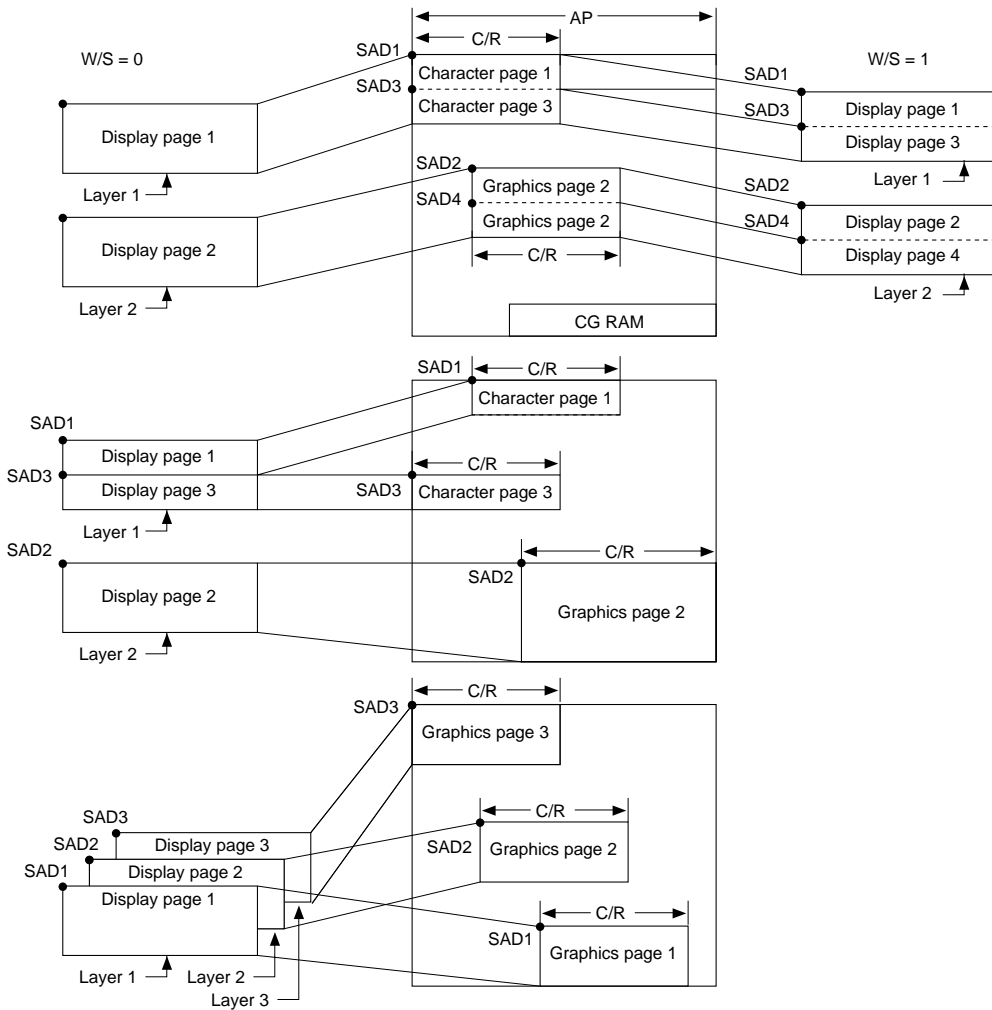 AP
C/R
W/S = 0
SAD1
W/S = 1
Character page 1
SAD1
SAD3
Character page 3
Display page 1
SAD3
Display page 1
Display page 3
Layer 1
Layer 1
SAD2
Graphics page 2
SAD2
SAD4
Graphics page 2
Display page 2
SAD4
Display page 2
Display page 4
C/R
Layer 2
Layer 2
CG RAM
SAD1
C/R
Character page 1
SAD1
Display page 1
C/R
SAD3
Display page 3
SAD3
Character page 3
Layer 1
SAD2
C/R
SAD2
Display page 2
Graphics page 2
Layer 2
C/R
SAD3
Graphics page 3
C/R
SAD3
Display page 3
SAD2
SAD2
Graphics page 2
Display page 2
SAD1
Display page 1
C/R
SAD1
Graphics page 1
Layer 1
Layer 2
Layer 3